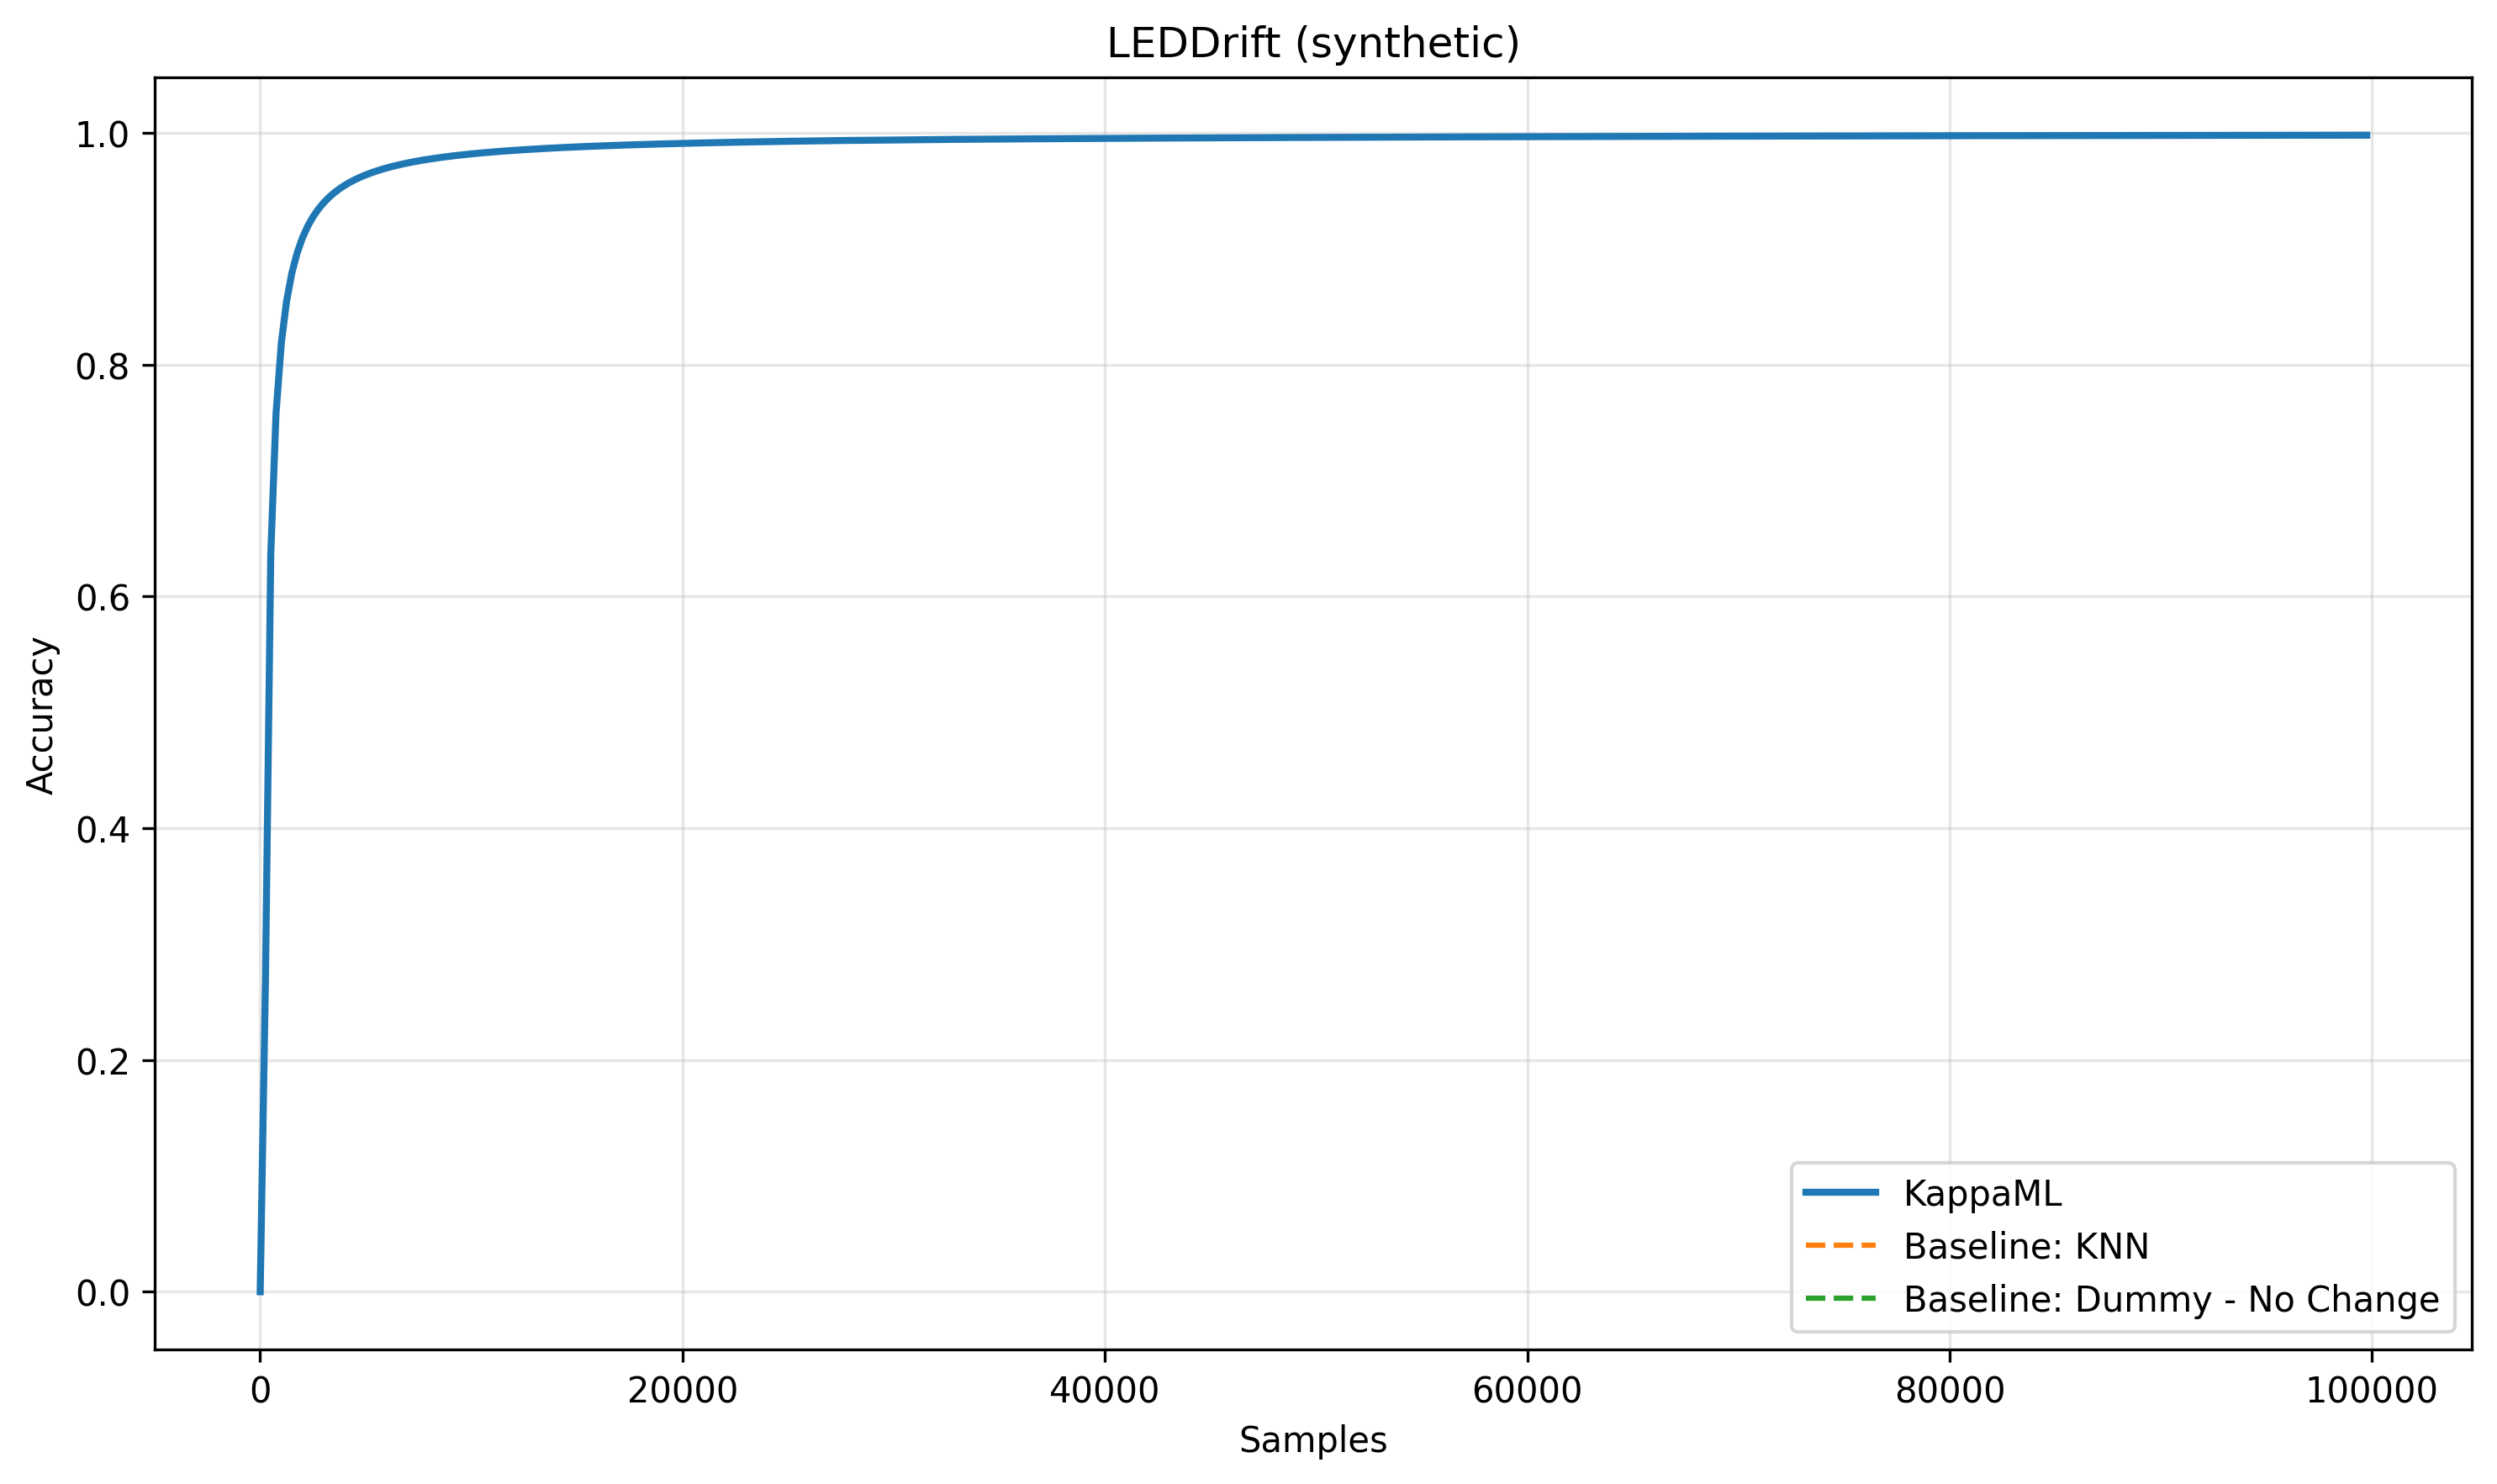 LEDDrift (synthetic)
Accuracy
1.0
0.8
0.6
0.4
0.2
0.0
0
20000
40000
60000
80000
100000
Samples
KappaML
Baseline: KNN
Baseline: Dummy - No Change